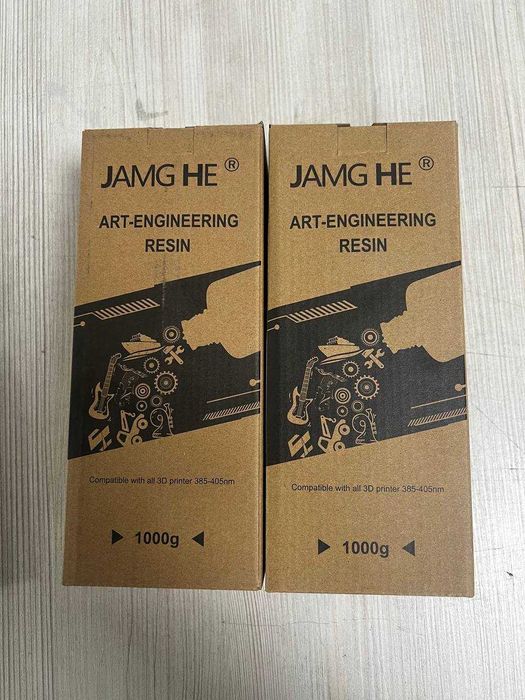 JAMG HE ®
ART-ENGINEERING
RESIN
Compatible with all 3D printer 385-405nm
1000g
JAMG HE ®
ART-ENGINEERING
RESIN
Compatible with all 3D printer 385-405nm
1000g